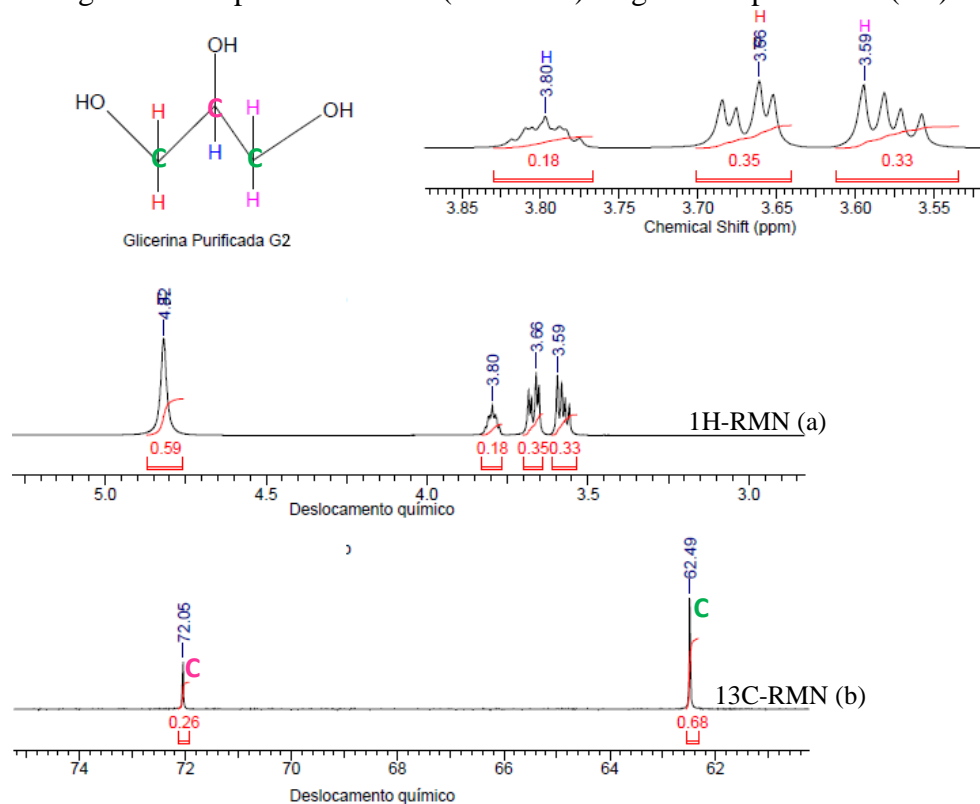 OH
HO
H
C
H
OH
C
H
C
H
H
Glicerina Purificada G2
H
3.80
H
3.66
H
3.59
0.18
0.35
0.33
3.85
3.80
3.75
3.70
3.65
3.60
3.55
Chemical Shift (ppm)
4.82
3.80
3.66
3.59
1H-RMN (a)
0.59
0.18
0.35
0.33
5.0
4.5
4.0
3.5
3.0
Deslocamento químico
72.05
C
62.49
C
13C-RMN (b)
0.26
0.68
74
72
70
68
66
64
62
Deslocamento químico